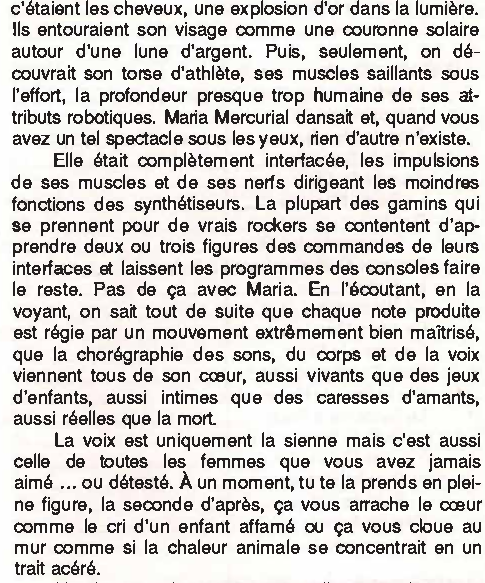 c'étaient les cheveux, une explosion d'or dans la lumière.
Ils entouraient son visage comme une couronne solaire
autour d'une lune d'argent. Puis, seulement, on dé-
couvrait son torse d'athlète, ses muscles saillants sous
l'effort, la profondeur presque trop humaine de ses at-
tributs robotiques. Maria Mercurial dansait et, quand vous
avez un tel spectacle sous les yeux, rien d'autre n'existe.
Elle était complètement interfacée, les impulsions
de ses muscles et de ses nerfs dirigeant les moindres
fonctions des synthétiseurs. La plupart des gamins qui
se prennent pour de vrais rockers se contentent d'ap-
prendre deux ou trois figures des commandes de leurs
interfaces et laissent les programmes des consoles faire
le reste. Pas de ça avec Maria. En l'écoutant, en la
voyant, on sait tout de suite que chaque note produite
est régie par un mouvement extrêmement bien maîtrisé,
que la chorégraphie des sons, du corps et de la voix
viennent tous de son cœur, aussi vivants que des jeux
d'enfants, aussi intimes que des caresses d'amants,
aussi réelles que la mort.
La voix est uniquement la sienne mais c'est aussi
celle de toutes les femmes que vous avez jamais
aimé ... ou détesté. À un moment, tu te la prends en plei-
ne figure, la seconde d'après, ça vous arrache le cœur
comme le cri d'un enfant affamé ou ça vous cloue au
mur comme si la chaleur animale se concentrait en un
trait acéré.